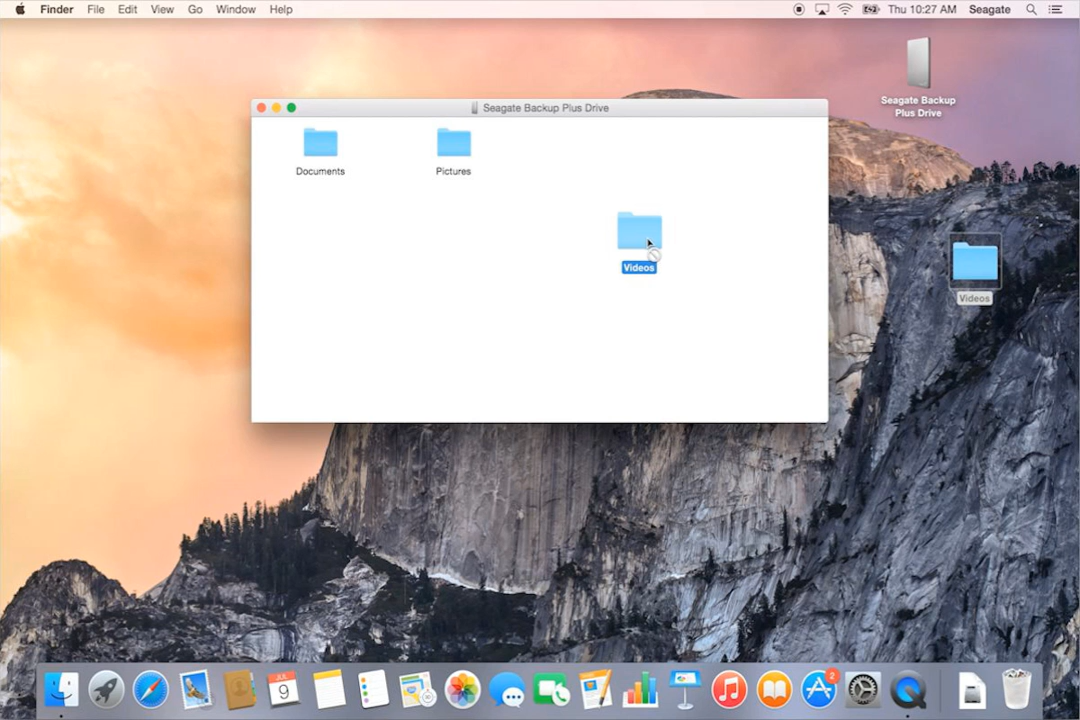 Finder File Edit View Go Window Help Thu 10:27 AM Seagate
Seagate Backup Plus Drive
Seagate Backup
Plus Drive
Documents Pictures
Videos
Videos
JUL
9
2